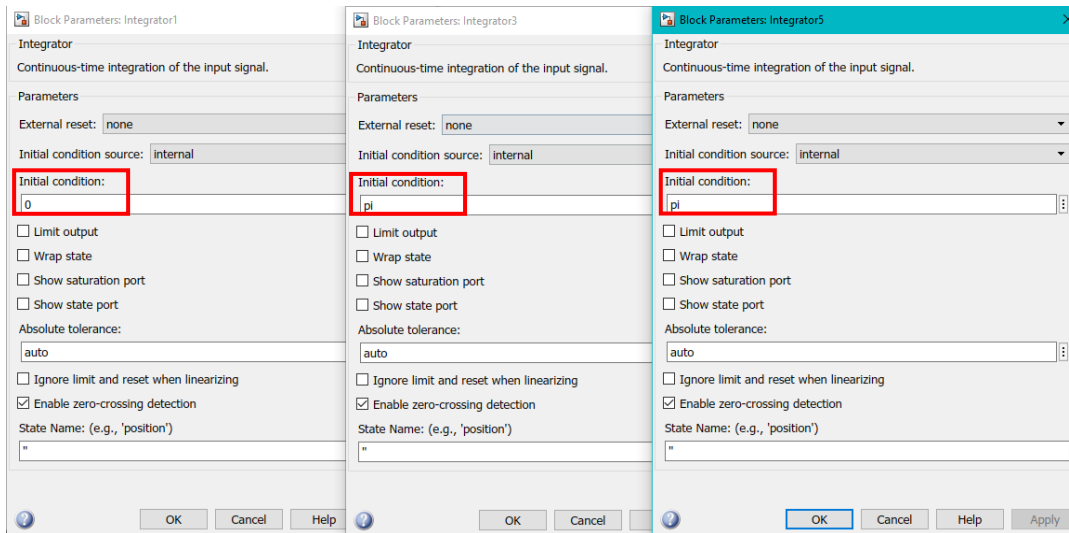 Block Parameters: Integrator1
Integrator
Continuous-time integration of the input signal.
Parameters
External reset: none
Initial condition source: internal
Initial condition:
0
Limit output
Wrap state
Show saturation port
Show state port
Absolute tolerance:
auto
Ignore limit and reset when linearizing
Enable zero-crossing detection
State Name: (e.g., 'position')
''
OK Cancel Help
Block Parameters: Integrator3
Integrator
Continuous-time integration of the input signal.
Parameters
External reset: none
Initial condition source: internal
Initial condition:
pi
Limit output
Wrap state
Show saturation port
Show state port
Absolute tolerance:
auto
Ignore limit and reset when linearizing
Enable zero-crossing detection
State Name: (e.g., 'position')
''
OK Cancel
Block Parameters: Integrator5
Integrator
Continuous-time integration of the input signal.
Parameters
External reset: none
Initial condition source: internal
Initial condition:
pi
Limit output
Wrap state
Show saturation port
Show state port
Absolute tolerance:
auto
Ignore limit and reset when linearizing
Enable zero-crossing detection
State Name: (e.g., 'position')
''
OK Cancel Help Apply